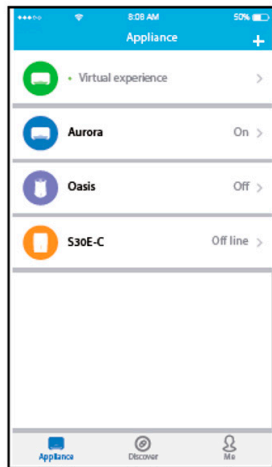 8:08 AM 50%
Appliance +
• Virtual experience >
Aurora On >
Oasis Off >
S30E-C Off line >
Appliance Discover Me